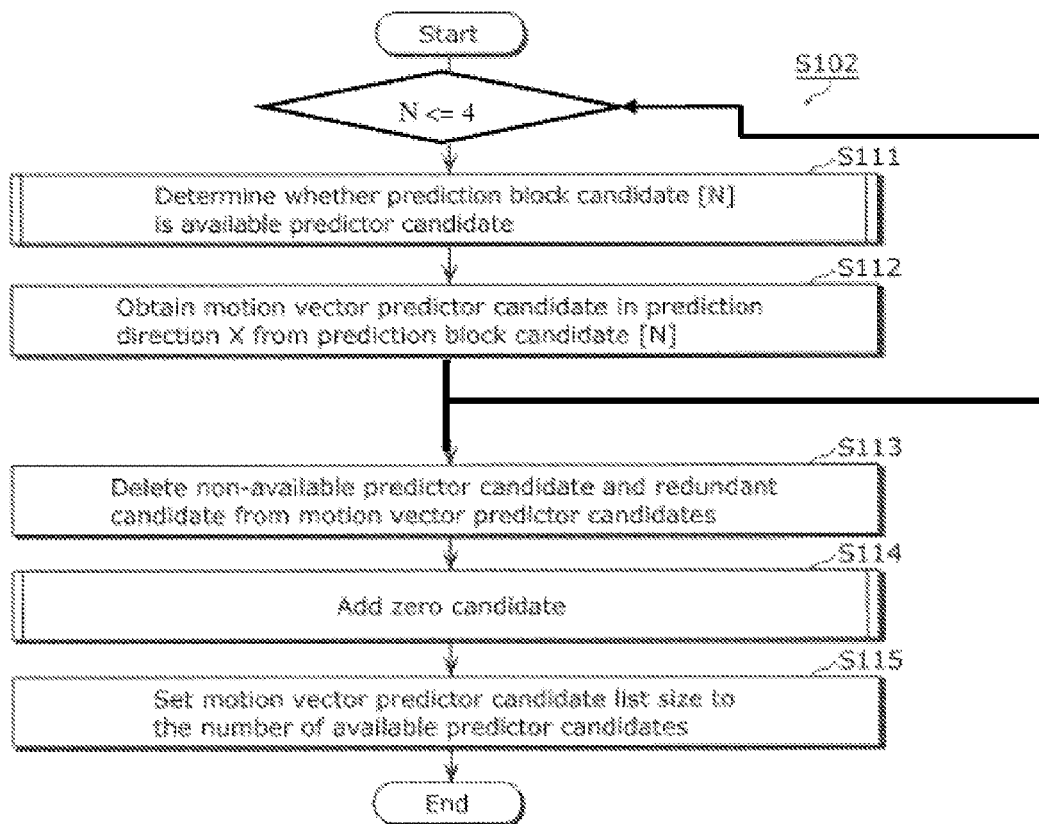 Start
S102
N <= 4
S111
Determine whether prediction block candidate [N]
is available predictor candidate
S112
Obtain motion vector predictor candidate in prediction
direction X from prediction block candidate [N]
S113
Delete non-available predictor candidate and redundant
candidate from motion vector predictor candidates
S114
Add zero candidate
S115
Set motion vector predictor candidate list size to
the number of available predictor candidates
End